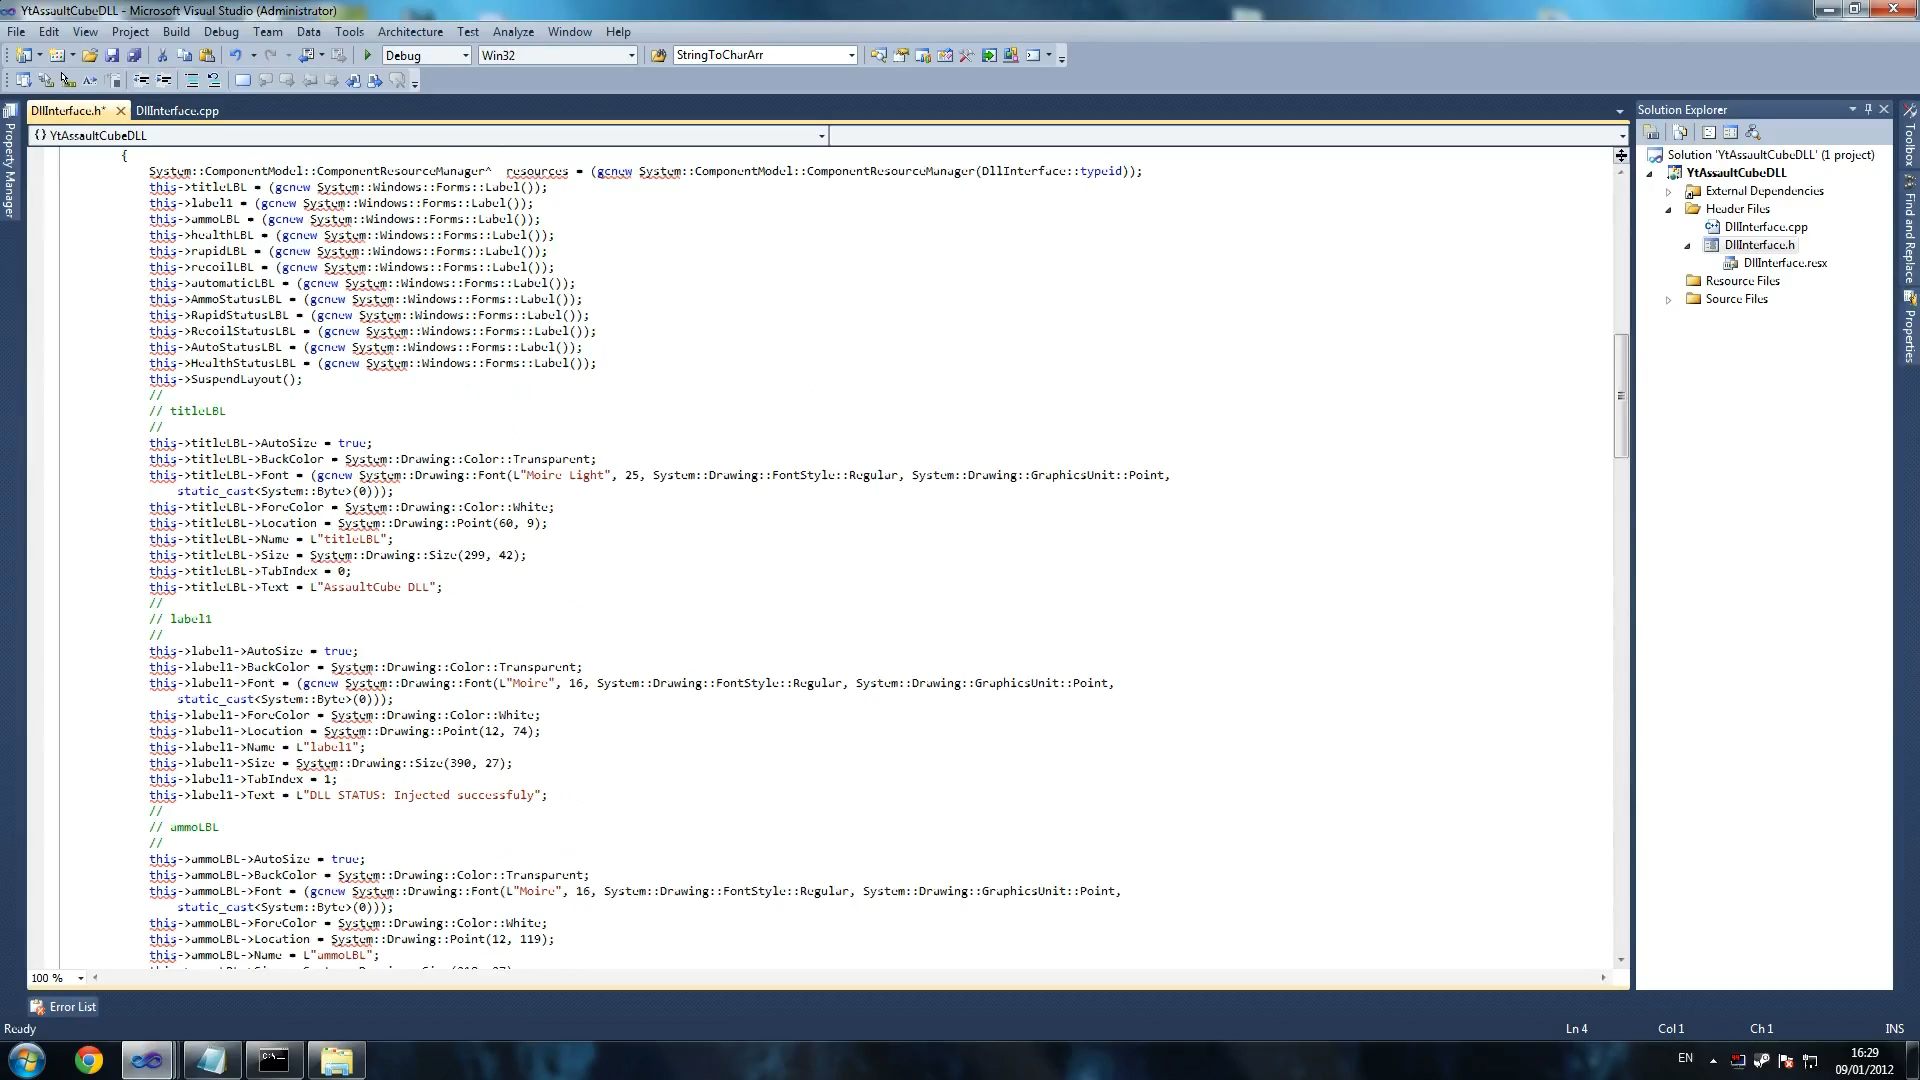 YtAssaultCubeDLL - Microsoft Visual Studio (Administrator)
File Edit View Project Build Debug Team Data Tools Architecture Test Analyze Window Help
Debug Win32 StringToCharArr
DllInterface.h* DllInterface.cpp
{} YtAssaultCubeDLL
Property Manager
{
System::ComponentModel::ComponentResourceManager^ resources = (gcnew System::ComponentModel::ComponentResourceManager(DllInterface::typeid));
this->titleLBL = (gcnew System::Windows::Forms::Label());
this->label1 = (gcnew System::Windows::Forms::Label());
this->ammoLBL = (gcnew System::Windows::Forms::Label());
this->healthLBL = (gcnew System::Windows::Forms::Label());
this->rapidLBL = (gcnew System::Windows::Forms::Label());
this->recoilLBL = (gcnew System::Windows::Forms::Label());
this->automaticLBL = (gcnew System::Windows::Forms::Label());
this->AmmoStatusLBL = (gcnew System::Windows::Forms::Label());
this->RapidStatusLBL = (gcnew System::Windows::Forms::Label());
this->RecoilStatusLBL = (gcnew System::Windows::Forms::Label());
this->AutoStatusLBL = (gcnew System::Windows::Forms::Label());
this->HealthStatusLBL = (gcnew System::Windows::Forms::Label());
this->SuspendLayout();
//
// titleLBL
//
this->titleLBL->AutoSize = true;
this->titleLBL->BackColor = System::Drawing::Color::Transparent;
this->titleLBL->Font = (gcnew System::Drawing::Font(L"Moire Light", 25, System::Drawing::FontStyle::Regular, System::Drawing::GraphicsUnit::Point,
static_cast<System::Byte>(0)));
this->titleLBL->ForeColor = System::Drawing::Color::White;
this->titleLBL->Location = System::Drawing::Point(60, 9);
this->titleLBL->Name = L"titleLBL";
this->titleLBL->Size = System::Drawing::Size(299, 42);
this->titleLBL->TabIndex = 0;
this->titleLBL->Text = L"AssaultCube DLL";
//
// label1
//
this->label1->AutoSize = true;
this->label1->BackColor = System::Drawing::Color::Transparent;
this->label1->Font = (gcnew System::Drawing::Font(L"Moire", 16, System::Drawing::FontStyle::Regular, System::Drawing::GraphicsUnit::Point,
static_cast<System::Byte>(0)));
this->label1->ForeColor = System::Drawing::Color::White;
this->label1->Location = System::Drawing::Point(12, 74);
this->label1->Name = L"label1";
this->label1->Size = System::Drawing::Size(390, 27);
this->label1->TabIndex = 1;
this->label1->Text = L"DLL STATUS: Injected successfuly";
//
// ammoLBL
//
this->ammoLBL->AutoSize = true;
this->ammoLBL->BackColor = System::Drawing::Color::Transparent;
this->ammoLBL->Font = (gcnew System::Drawing::Font(L"Moire", 16, System::Drawing::FontStyle::Regular, System::Drawing::GraphicsUnit::Point,
static_cast<System::Byte>(0)));
this->ammoLBL->ForeColor = System::Drawing::Color::White;
this->ammoLBL->Location = System::Drawing::Point(12, 119);
this->ammoLBL->Name = L"ammoLBL";
100 %
Solution Explorer
Solution 'YtAssaultCubeDLL' (1 project)
YtAssaultCubeDLL
External Dependencies
Header Files
DllInterface.cpp
DllInterface.h
DllInterface.resx
Resource Files
Source Files
Toolbox
Find and Replace
Properties
Error List
Ready Ln 4 Col 1 Ch 1 INS
EN 16:29
09/01/2012